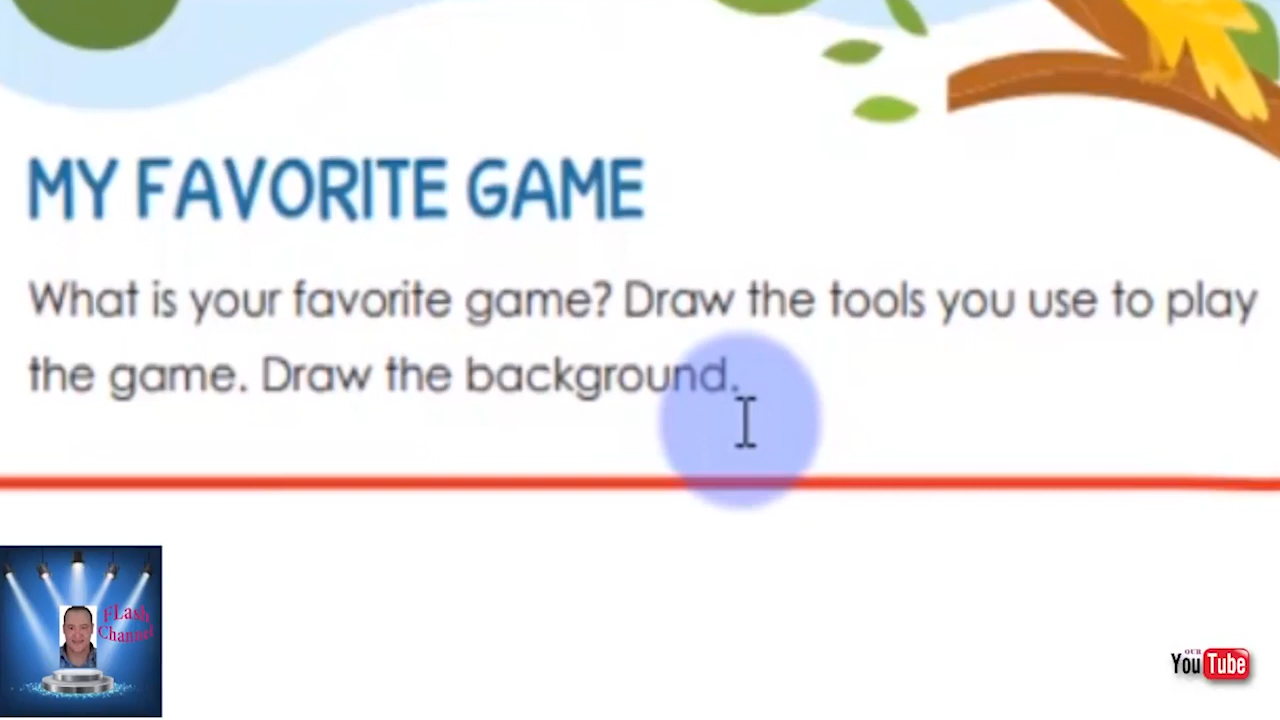 MY FAVORITE GAME
What is your favorite game? Draw the tools you use to play
the game. Draw the background.
FLash
Channel
OUR
YouTube